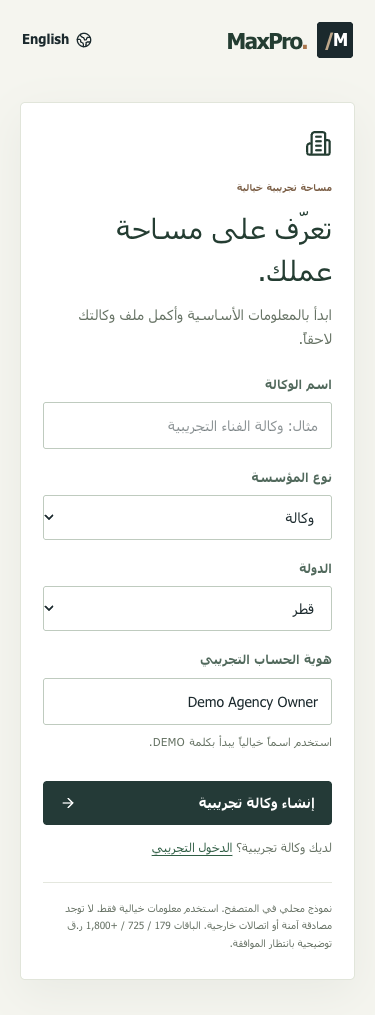 English
MaxPro.
/M
مساحة تجريبية خيالية
تعرّف على مساحة
عملك.
ابدأ بالمعلومات الأساسية وأكمل ملف وكالتك
لاحقاً.
اسم الوكالة
مثال: وكالة الفناء التجريبية
نوع المؤسسة
وكالة
الدولة
قطر
هوية الحساب التجريبي
Demo Agency Owner
استخدم اسماً خيالياً يبدأ بكلمة DEMO.
إنشاء وكالة تجريبية
لديك وكالة تجريبية؟ الدخول التجريبي
نموذج محلي في المتصفح. استخدم معلومات خيالية فقط. لا توجد
مصادقة آمنة أو اتصالات خارجية. الباقات 179 / 725 / +1,800 ر.ق
توضيحية بانتظار الموافقة.